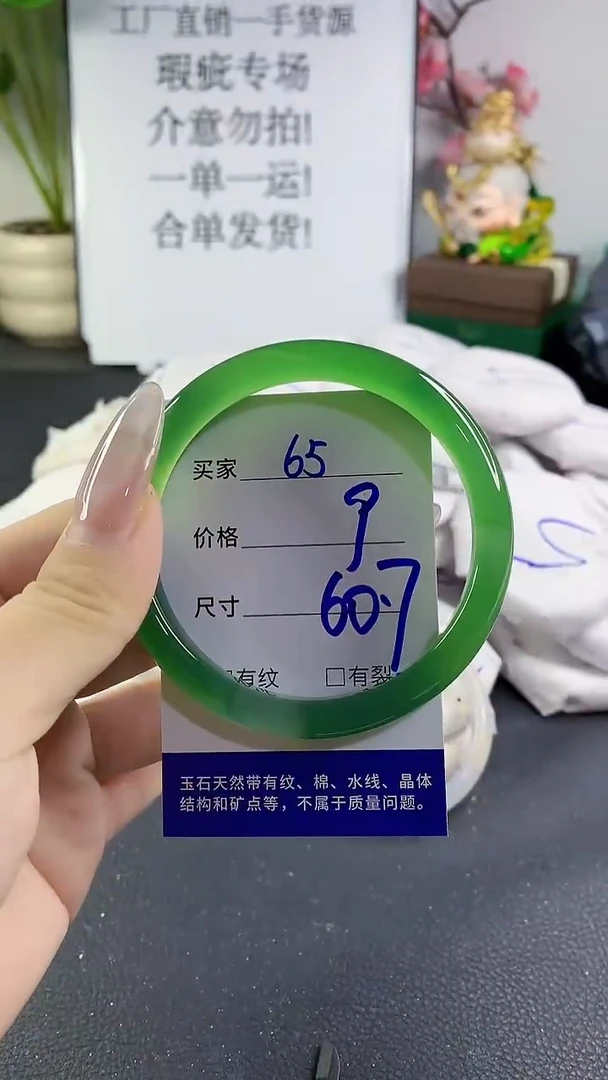 工厂直销一手货源
瑕疵专场
介意勿拍!
一单一运!
合单发货!
买家 65
价格 9
尺寸 60.7
有纹 □有裂
玉石天然带有纹、棉、水线、晶体
结构和矿点等，不属于质量问题。